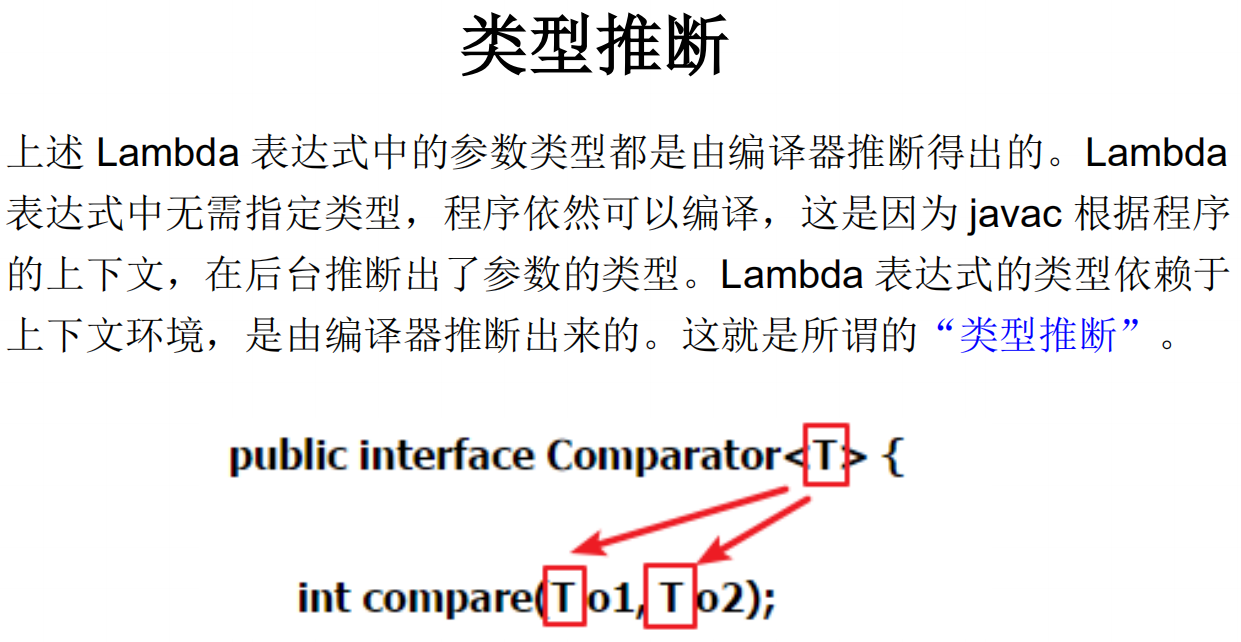 类型推断
上述 Lambda 表达式中的参数类型都是由编译器推断得出的。Lambda
表达式中无需指定类型，程序依然可以编译，这是因为 javac 根据程序
的上下文，在后台推断出了参数的类型。Lambda 表达式的类型依赖于
上下文环境，是由编译器推断出来的。这就是所谓的“类型推断”。
public interface Comparator<T> {
int compare(T o1, T o2);